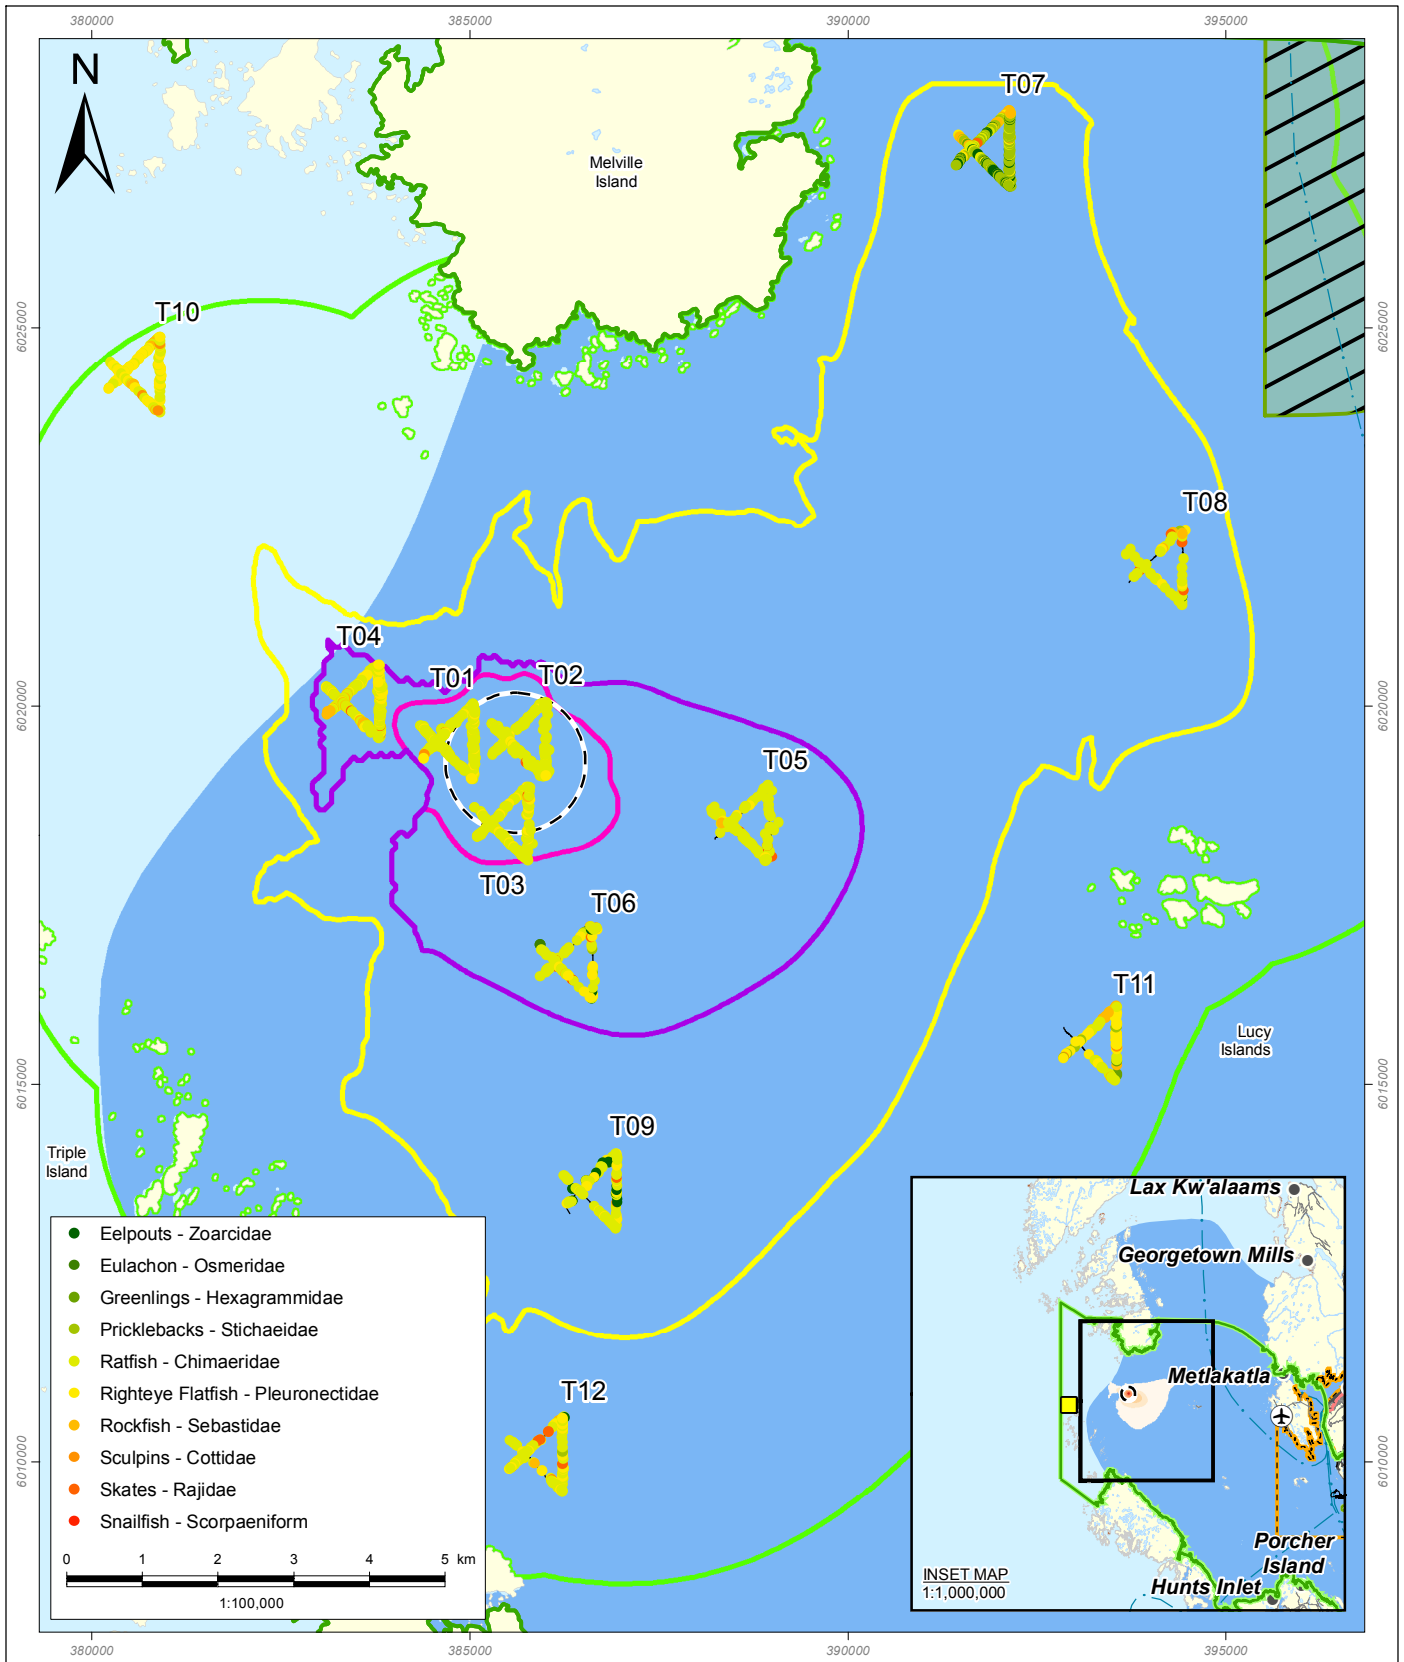 380000
385000
390000
395000
N
T07
Melville
Island
T10
6025000
6025000
T08
T04
T01
T02
6020000
6020000
T05
T03
T06
T11
Lucy
Islands
6015000
6015000
T09
Triple
Island
Eelpouts - Zoarcidae
Eulachon - Osmeridae
Greenlings - Hexagrammidae
Pricklebacks - Stichaeidae
Ratfish - Chimaeridae
Righteye Flatfish - Pleuronectidae
Rockfish - Sebastidae
Sculpins - Cottidae
Skates - Rajidae
Snailfish - Scorpaeniform
0 1 2 3 4 5 km
1:100,000
T12
Lax Kw'alaams
Georgetown Mills
Metlakatla
Porcher
Island
Hunts Inlet
INSET MAP
1:1,000,000
6010000
6010000
380000
385000
390000
395000